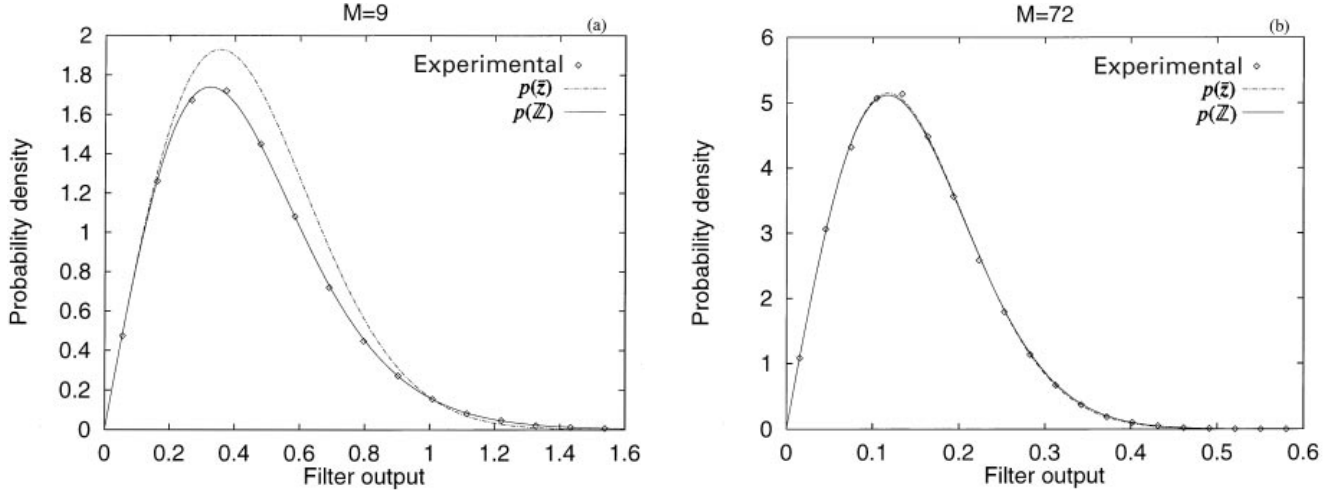 M=9
(a)
Experimental
p(z̄)
p(ℤ)
Probability density
2
1.8
1.6
1.4
1.2
1
0.8
0.6
0.4
0.2
0
0 0.2 0.4 0.6 0.8 1 1.2 1.4 1.6
Filter output
M=72
(b)
Experimental
p(z̄)
p(ℤ)
Probability density
6
5
4
3
2
1
0
0 0.1 0.2 0.3 0.4 0.5 0.6
Filter output